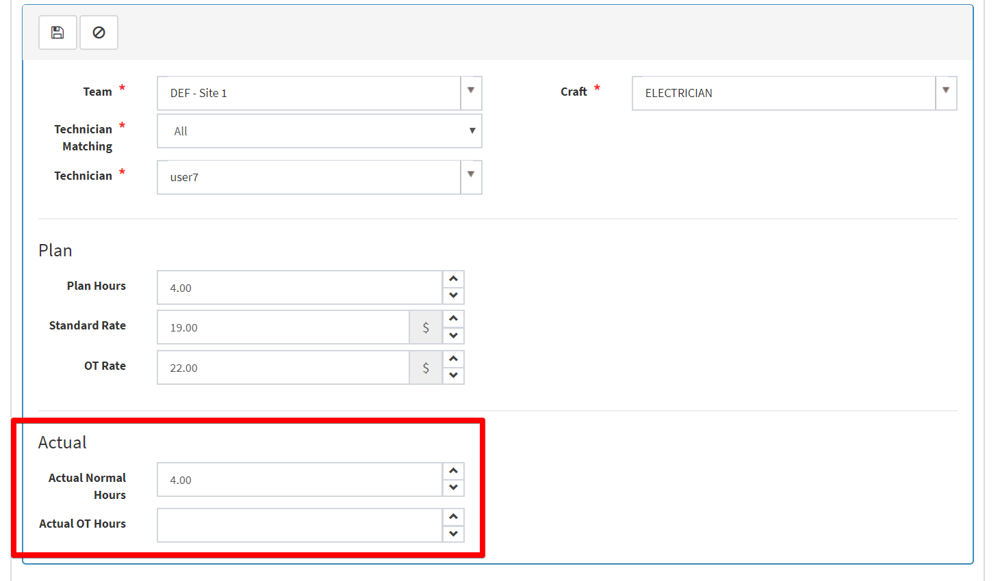 Team * DEF - Site 1 Craft * ELECTRICIAN
Technician * All
Matching
Technician * user7
Plan
Plan Hours 4.00
Standard Rate 19.00 $
OT Rate 22.00 $
Actual
Actual Normal 4.00
Hours
Actual OT Hours